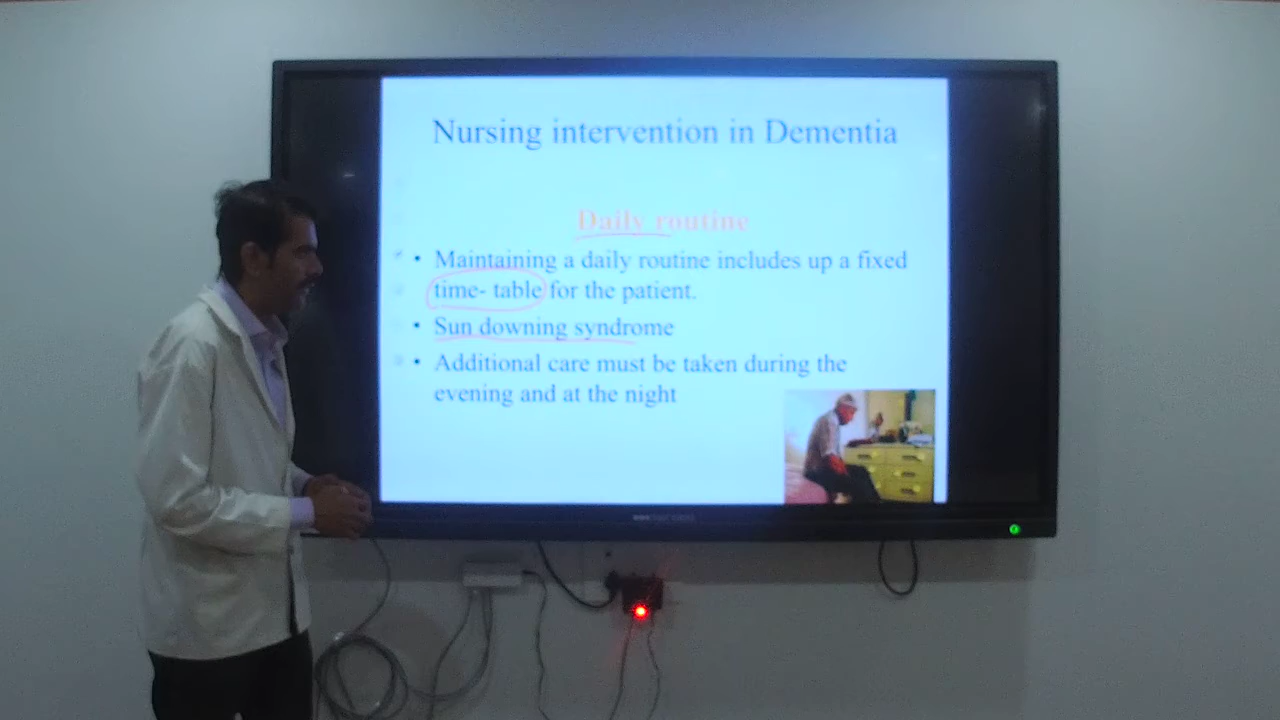 Nursing intervention in Dementia
Daily routine
• Maintaining a daily routine includes up a fixed
time- table for the patient.
• Sun downing syndrome
• Additional care must be taken during the
evening and at the night